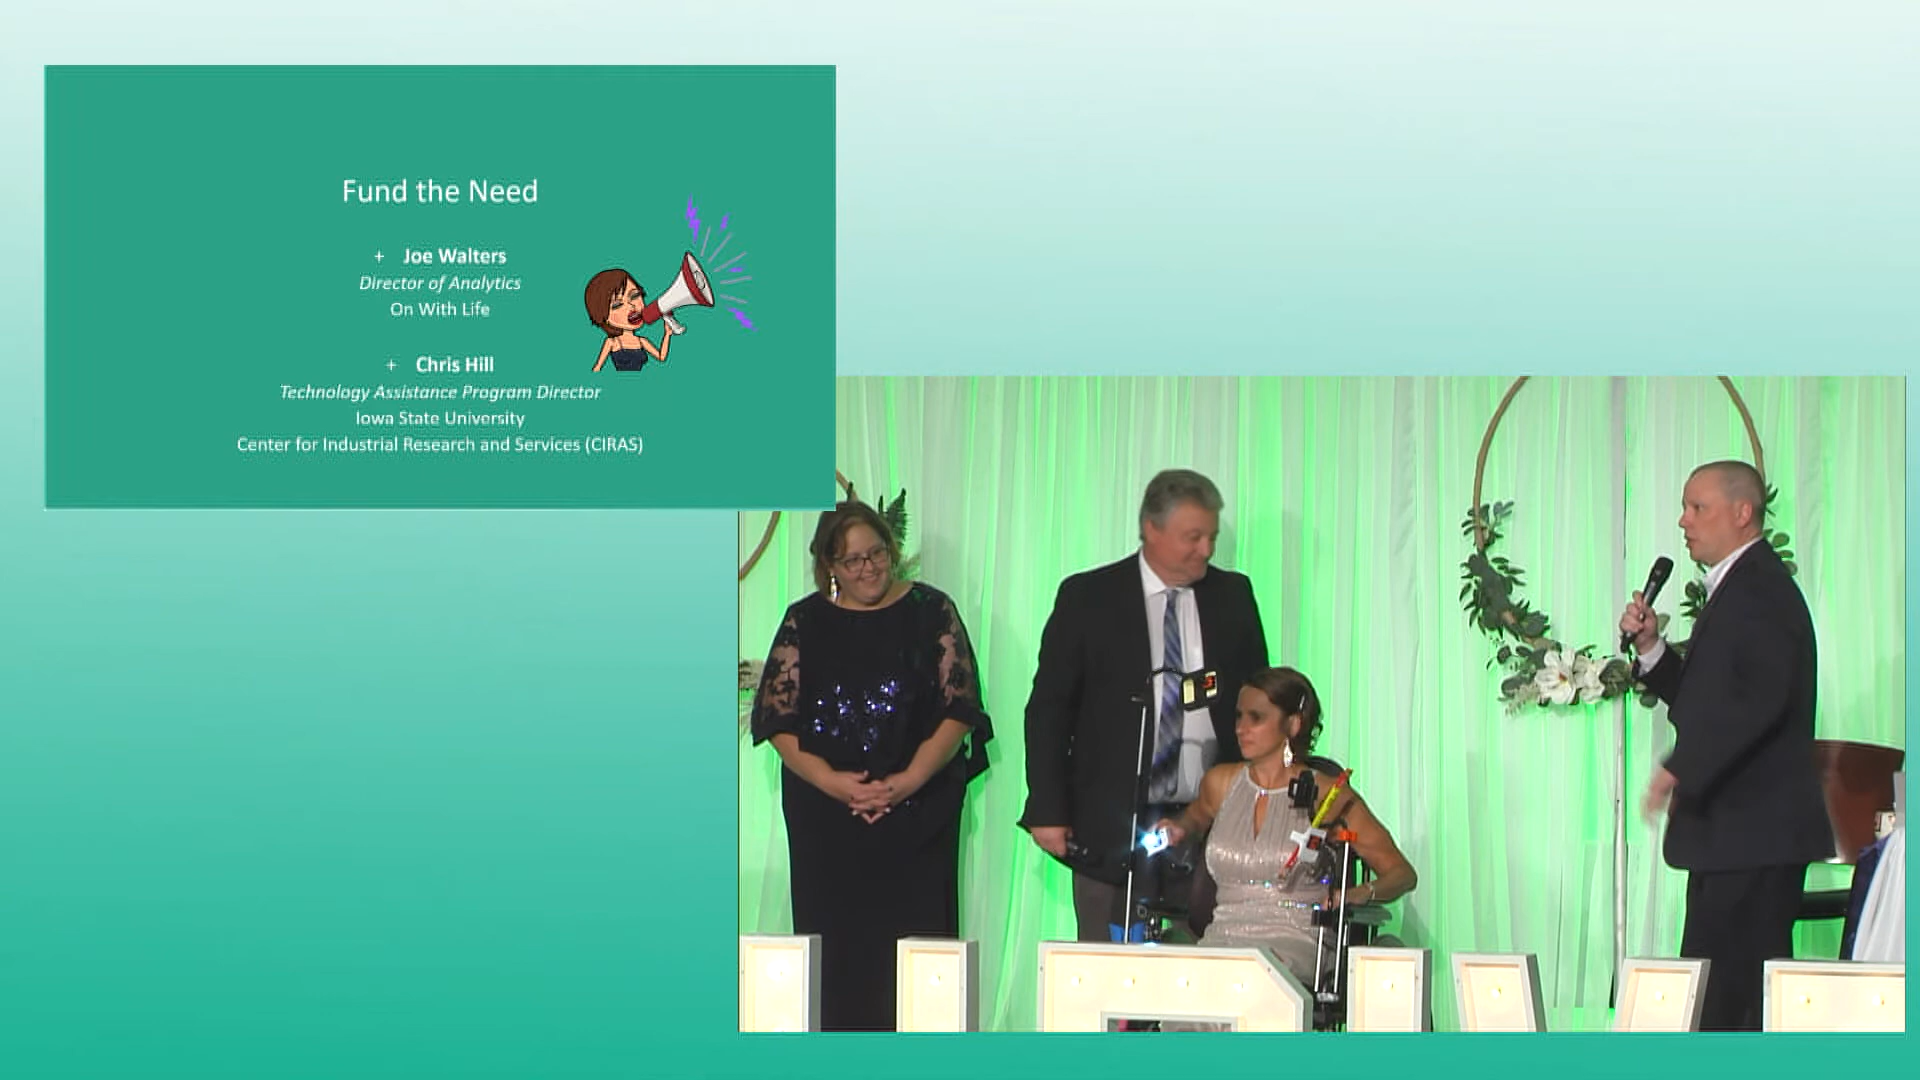 Fund the Need
+ Joe Walters
Director of Analytics
On With Life
+ Chris Hill
Technology Assistance Program Director
Iowa State University
Center for Industrial Research and Services (CIRAS)